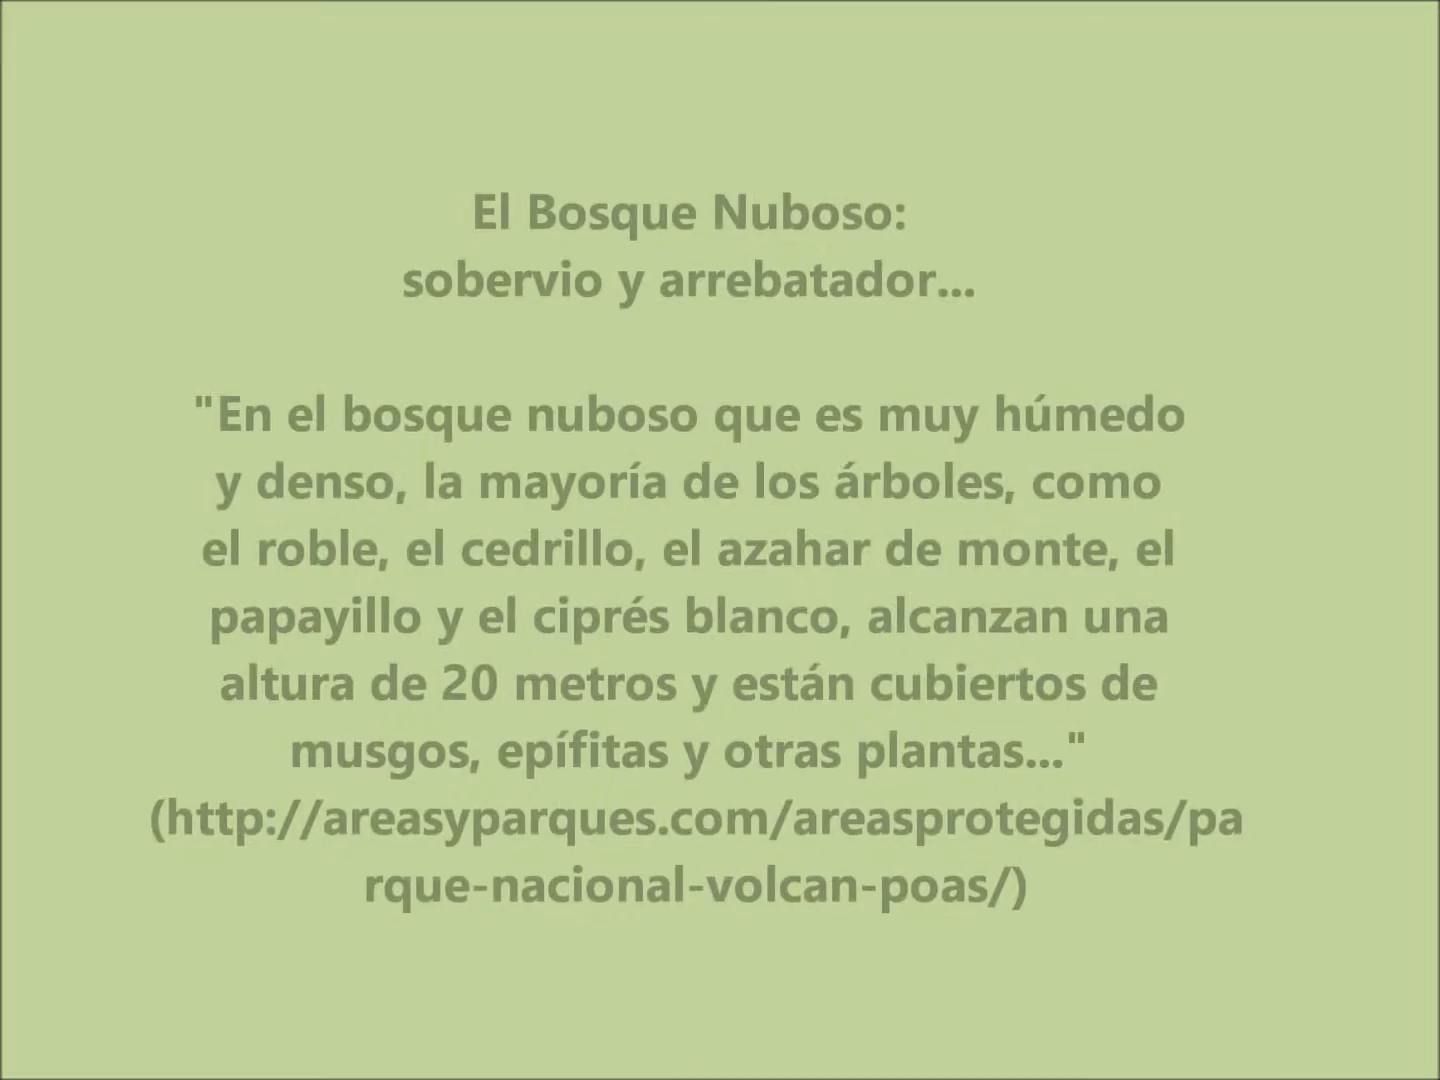 El Bosque Nuboso:
sobervio y arrebatador...
"En el bosque nuboso que es muy húmedo
y denso, la mayoría de los árboles, como
el roble, el cedrillo, el azahar de monte, el
papayillo y el ciprés blanco, alcanzan una
altura de 20 metros y están cubiertos de
musgos, epífitas y otras plantas..."
(http://areasyparques.com/areasprotegidas/pa
rque-nacional-volcan-poas/)